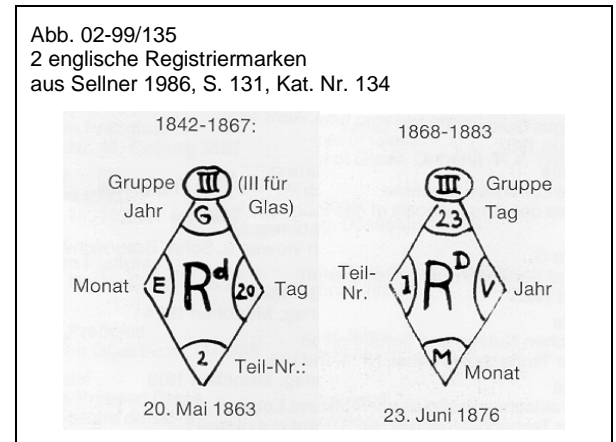 Abb. 02-99/135
2 englische Registriermarken
aus Sellner 1986, S. 131, Kat. Nr. 134
1842-1867:
Gruppe III (III für
Jahr G Glas)
Monat E Rd 20 Tag
2 Teil-Nr.:
20. Mai 1863
1868-1883
III Gruppe
23 Tag
Teil-
Nr. I RD V Jahr
M Monat
23. Juni 1876